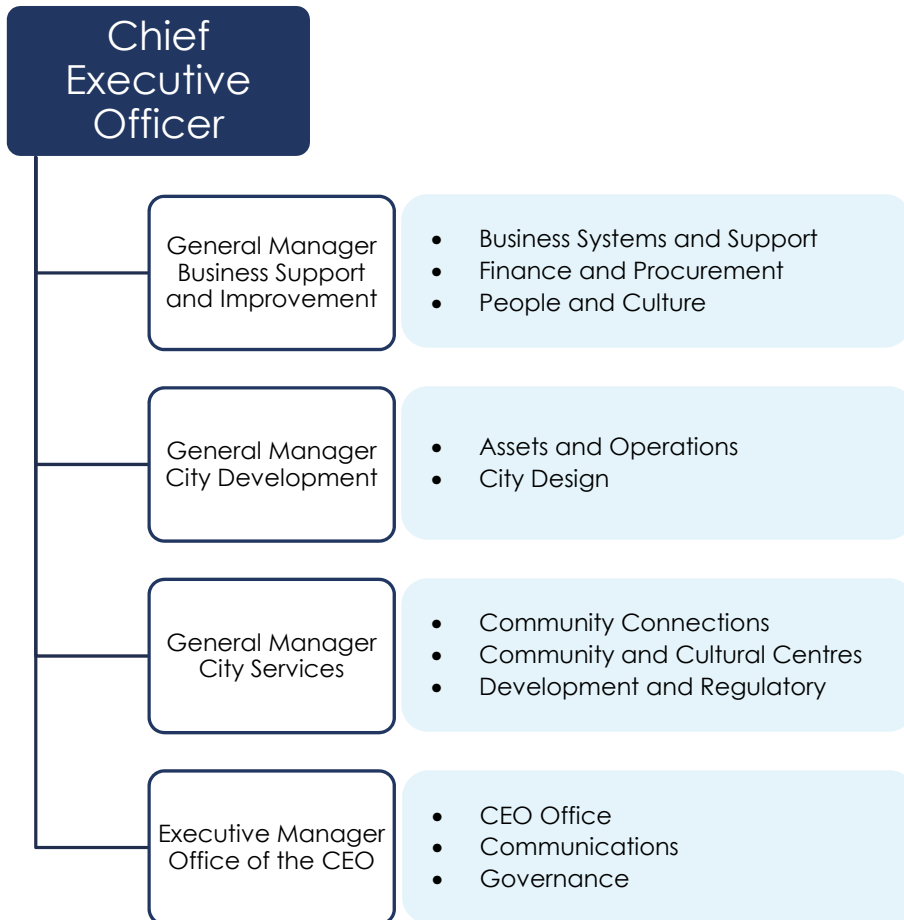 Chief
Executive
Officer
General Manager
Business Support
and Improvement
• Business Systems and Support
• Finance and Procurement
• People and Culture
General Manager
City Development
• Assets and Operations
• City Design
General Manager
City Services
• Community Connections
• Community and Cultural Centres
• Development and Regulatory
Executive Manager
Office of the CEO
• CEO Office
• Communications
• Governance